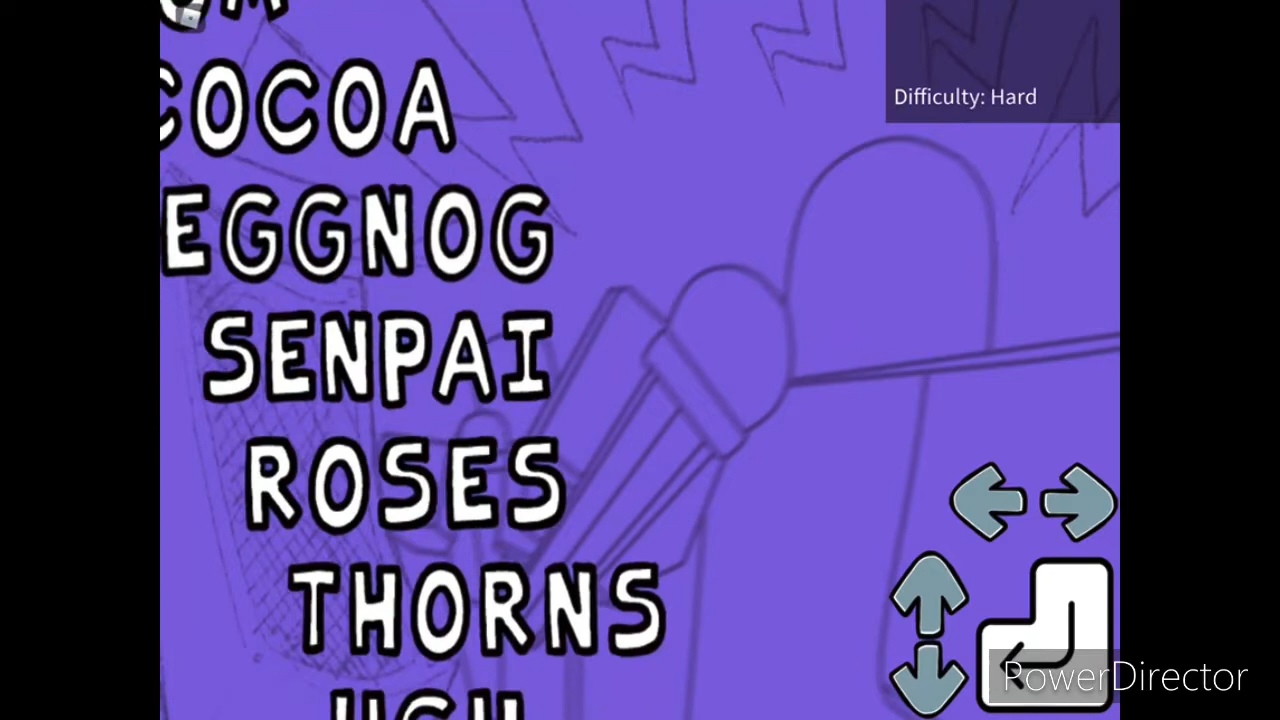 Difficulty: Hard
COCOA
EGGNOG
SENPAI
ROSES
THORNS
PowerDirector